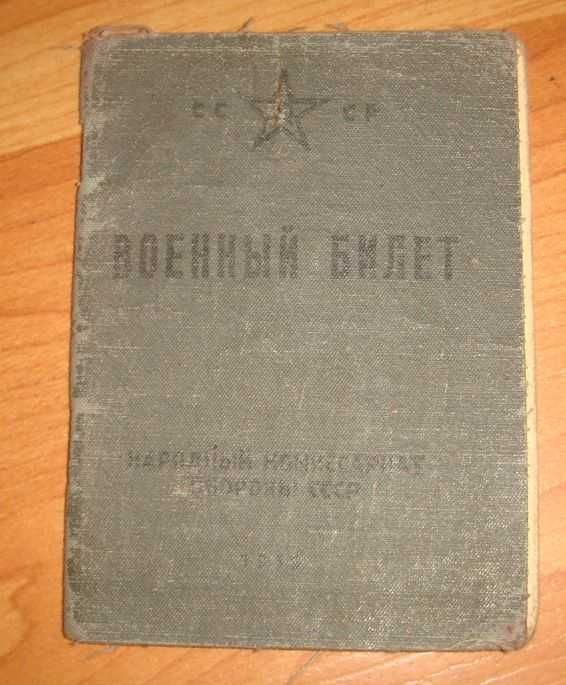 СС СР
ВОЕННЫЙ БИЛЕТ
НАРОДНЫЙ КОМИССАРИАТ
ОБОРОНЫ СССР